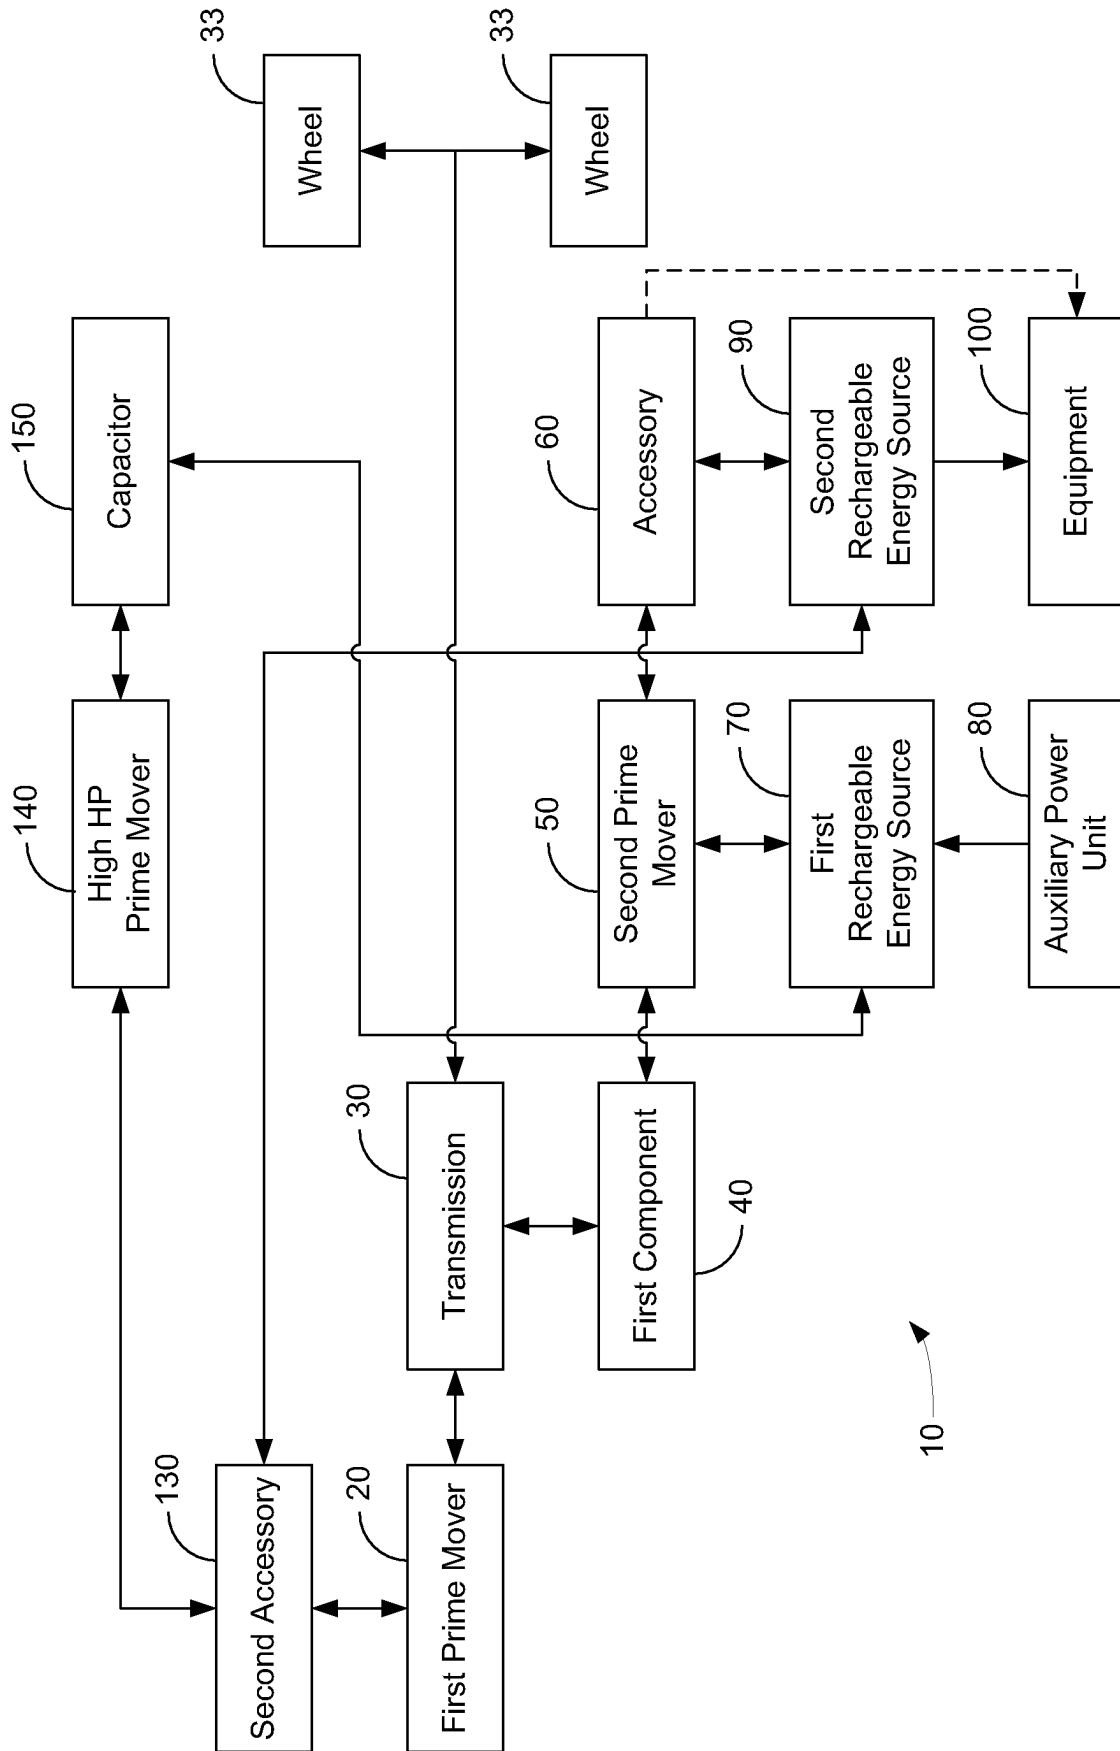 150
Capacitor
33
Wheel
33
Wheel
140
High HP
Prime Mover
130
Second Accessory
20
First Prime Mover
30
Transmission
40
First Component
50
Second Prime
Mover
60
Accessory
70
First
Rechargeable
Energy Source
90
Second
Rechargeable
Energy Source
80
Auxiliary Power
Unit
100
Equipment
10